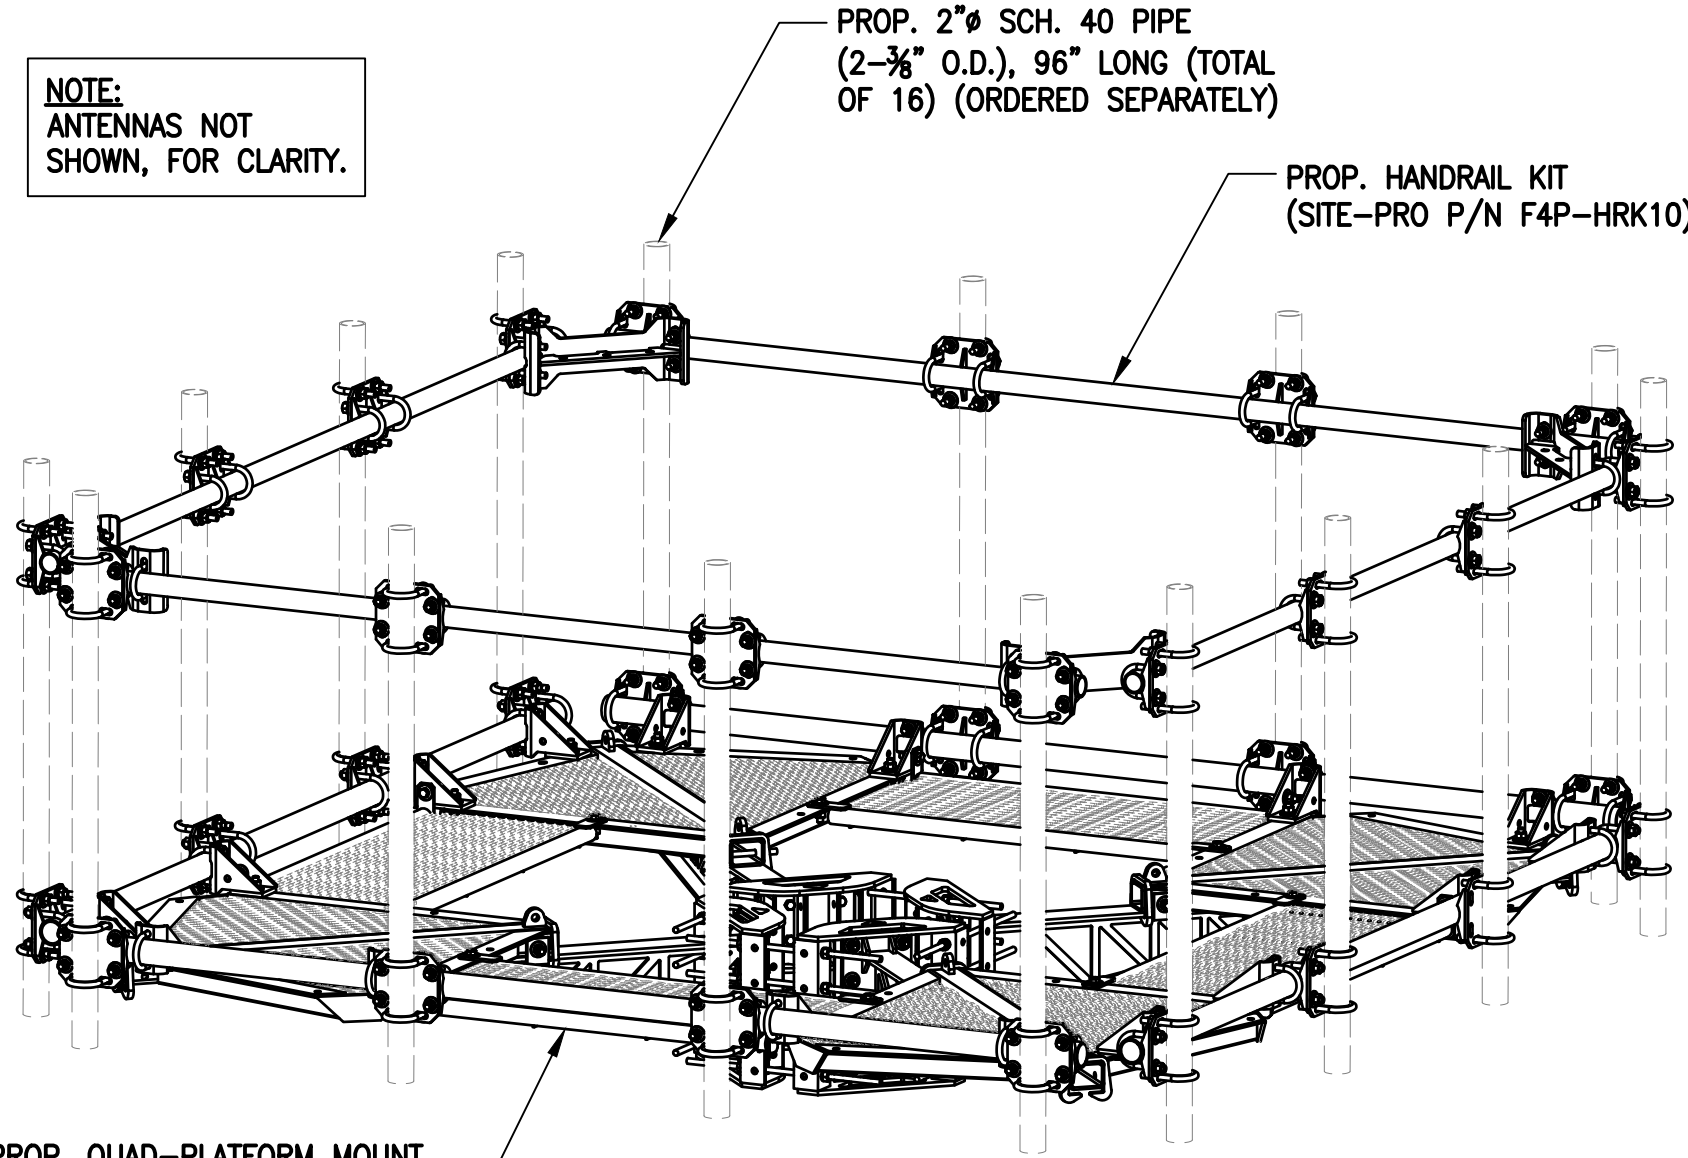 NOTE:
ANTENNAS NOT
SHOWN, FOR CLARITY.
PROP. 2"ø SCH. 40 PIPE
(2-⅜" O.D.), 96" LONG (TOTAL
OF 16) (ORDERED SEPARATELY)
PROP. HANDRAIL KIT
(SITE-PRO P/N F4P-HRK10)
PROP. QUAD-PLATFORM MOUNT